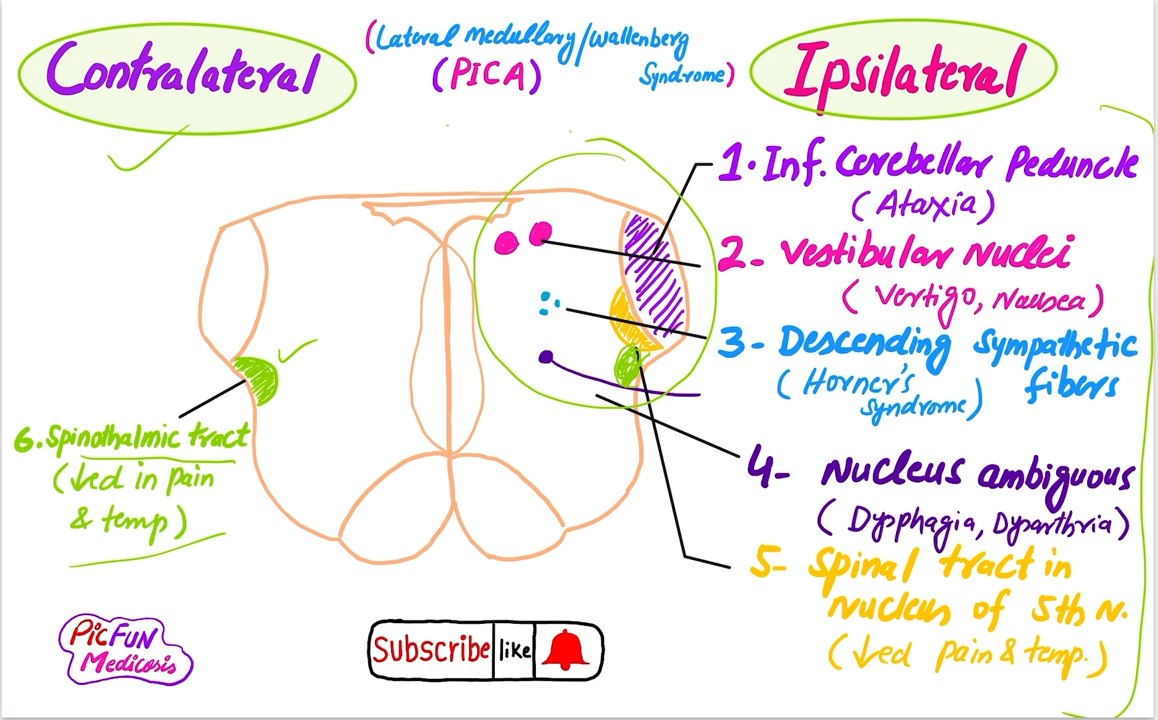 Contralateral
(Lateral medullary/Wallenberg
Syndrome)
(PICA)
Ipsilateral
1. Inf. Cerebellar Peduncle
(Ataxia)
2- Vestibular Nuclei
(Vertigo, Nausea)
3- Descending sympathetic
fibers
(Horner's
syndrome)
4- Nucleus ambiguous
(Dysphagia, Dysarthria)
5- Spinal tract in
nucleus of 5th N.
(↓ed pain & temp.)
6. Spinothalmic tract
(↓ed in pain
& temp)
PicFUN
Medicosis
Subscribe like